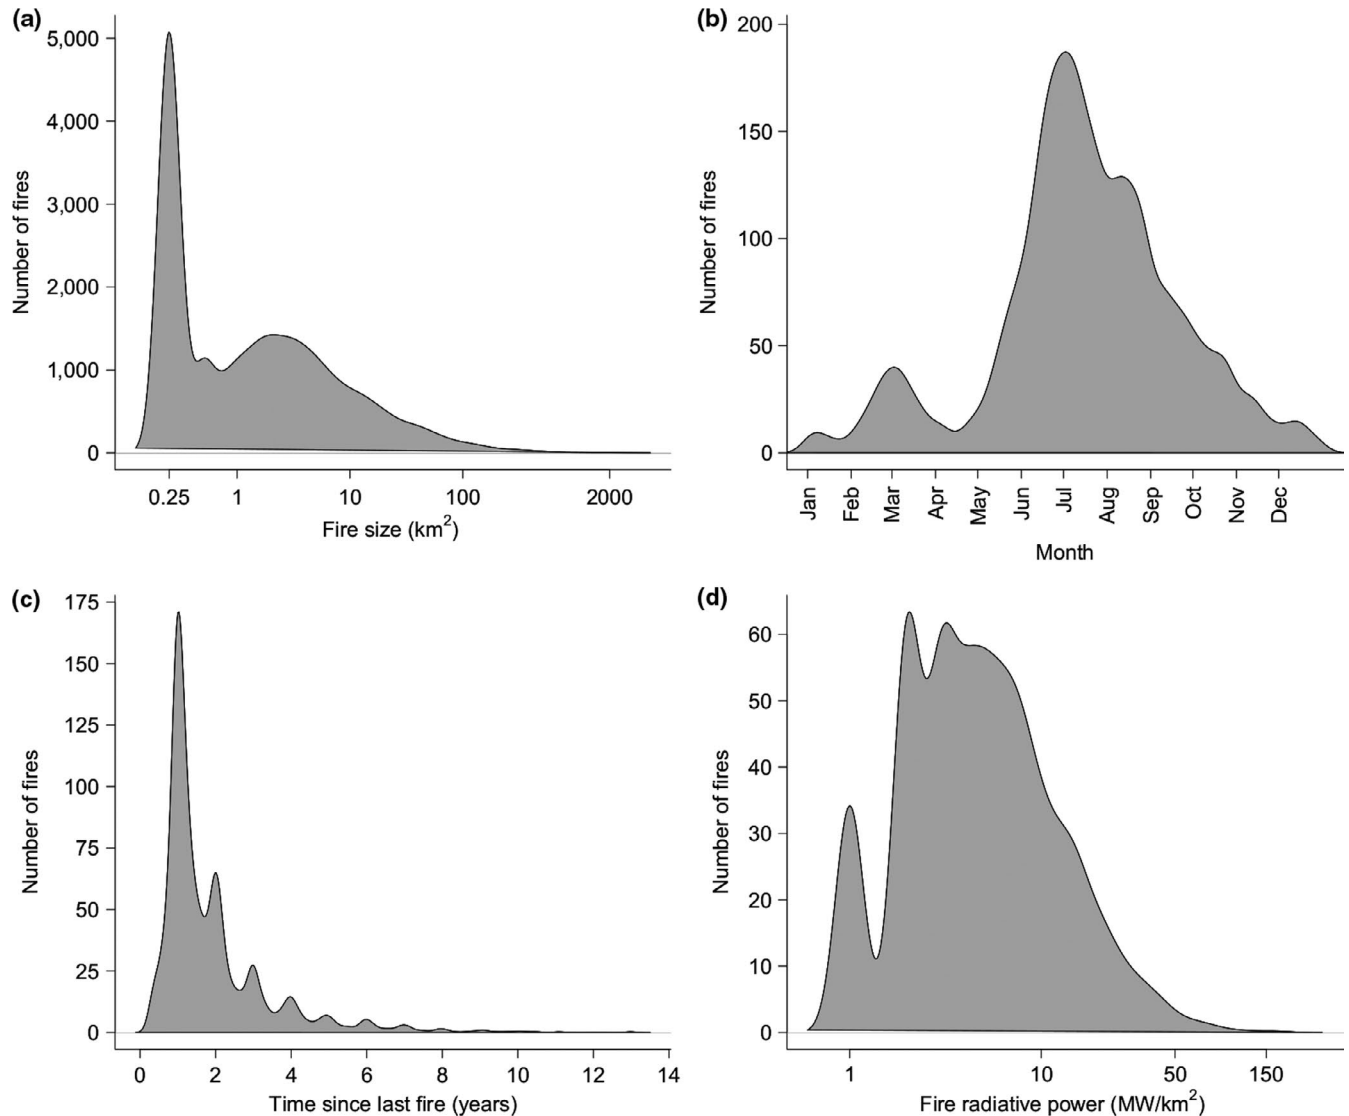 (a)
5,000
4,000
3,000
2,000
1,000
0
Number of fires
0.25 1 10 100 2000
Fire size (km²)
(b)
200
150
100
50
0
Number of fires
Jan Feb Mar Apr May Jun Jul Aug Sep Oct Nov Dec
Month
(c)
175
150
125
100
75
50
25
0
Number of fires
0 2 4 6 8 10 12 14
Time since last fire (years)
(d)
60
50
40
30
20
10
0
Number of fires
1 10 50 150
Fire radiative power (MW/km²)